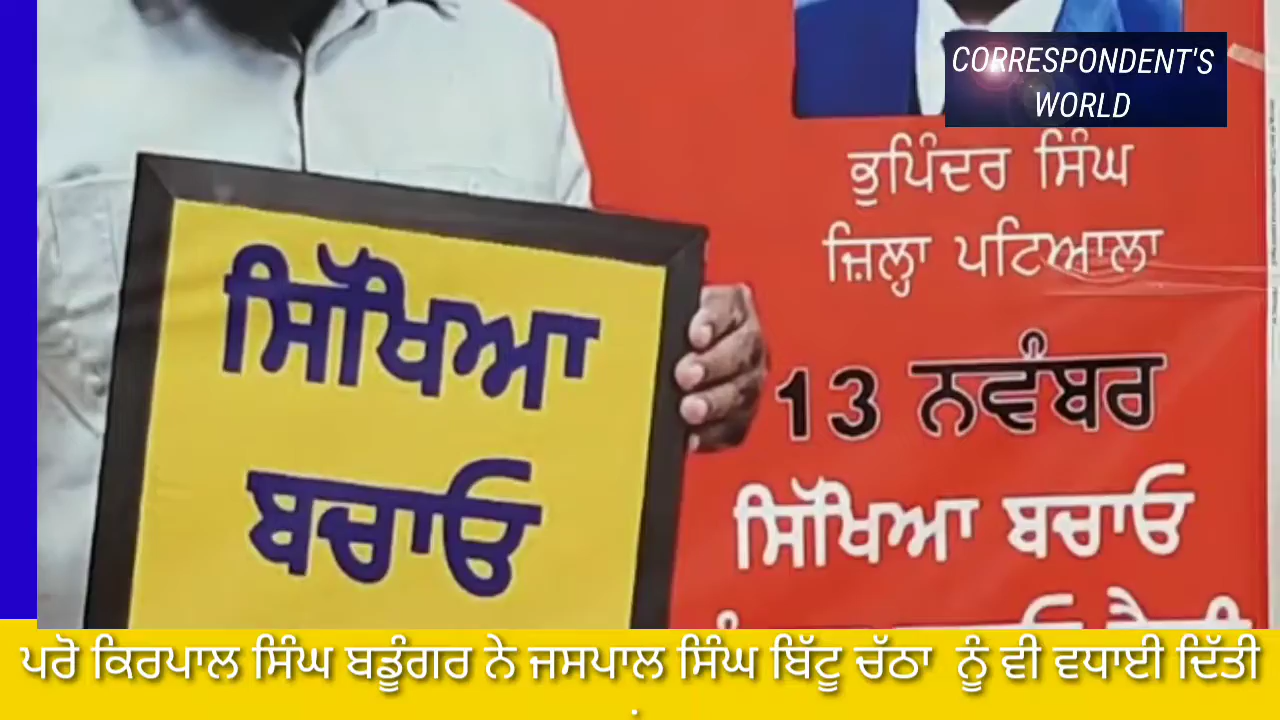 CORRESPONDENT'S
WORLD
ਭੁਪਿੰਦਰ ਸਿੰਘ
ਜ਼ਿਲ੍ਹਾ ਪਟਿਆਲਾ
ਸਿੱਖਿਆ
ਬਚਾਓ
13 ਨਵੰਬਰ
ਸਿੱਖਿਆ ਬਚਾਓ
ਪਰੋ ਕਿਰਪਾਲ ਸਿੰਘ ਬਡੂੰਗਰ ਨੇ ਜਸਪਾਲ ਸਿੰਘ ਬਿੱਟੂ ਚੱਠਾ ਨੂੰ ਵੀ ਵਧਾਈ ਦਿੱਤੀ
.